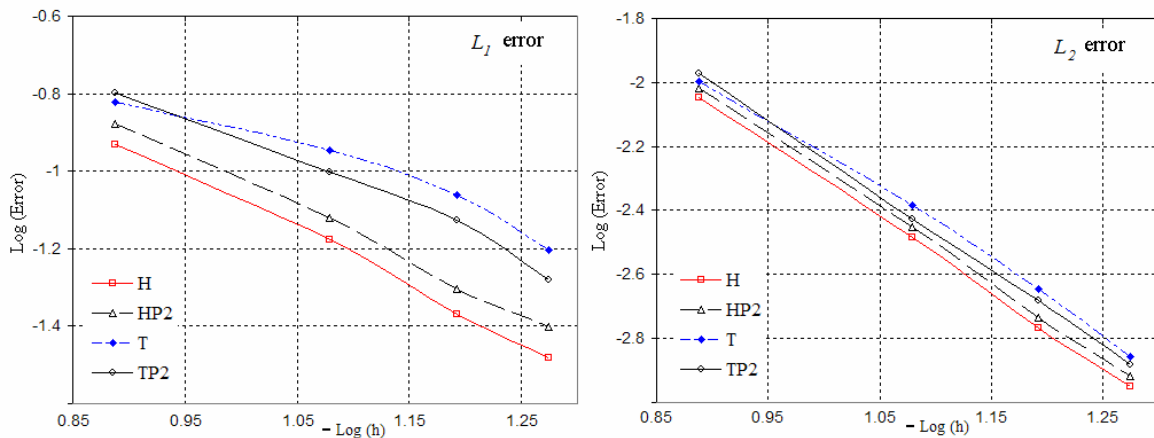 L1 error
-0.6
-0.8
-1
-1.2
-1.4
Log (Error)
H
HP2
T
TP2
0.85
0.95
1.05
1.15
1.25
− Log (h)
L2 error
-1.8
-2
-2.2
-2.4
-2.6
-2.8
Log (Error)
H
HP2
T
TP2
0.85
0.95
1.05
1.15
1.25
− Log (h)